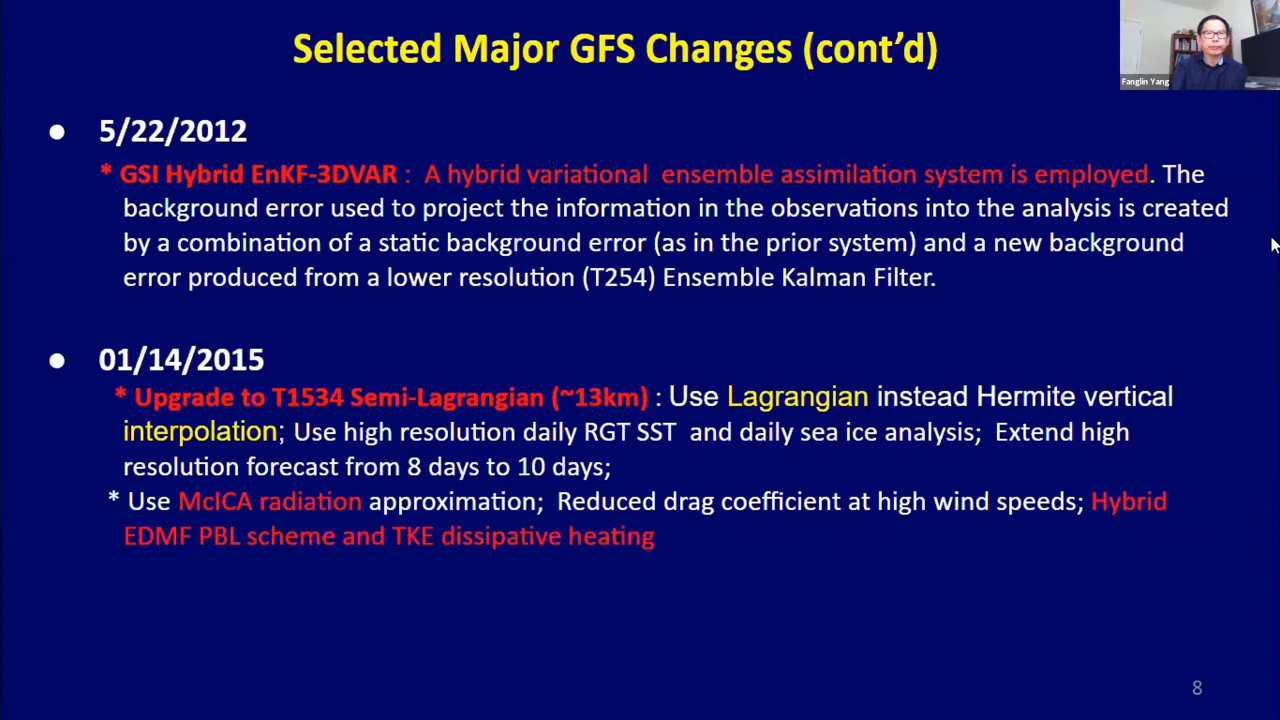 Selected Major GFS Changes (cont’d)
Fanglin Yang
● 5/22/2012
* GSI Hybrid EnKF-3DVAR : A hybrid variational ensemble assimilation system is employed. The
background error used to project the information in the observations into the analysis is created
by a combination of a static background error (as in the prior system) and a new background
error produced from a lower resolution (T254) Ensemble Kalman Filter.
● 01/14/2015
* Upgrade to T1534 Semi-Lagrangian (~13km) : Use Lagrangian instead Hermite vertical
interpolation; Use high resolution daily RGT SST and daily sea ice analysis; Extend high
resolution forecast from 8 days to 10 days;
* Use McICA radiation approximation; Reduced drag coefficient at high wind speeds; Hybrid
EDMF PBL scheme and TKE dissipative heating
8